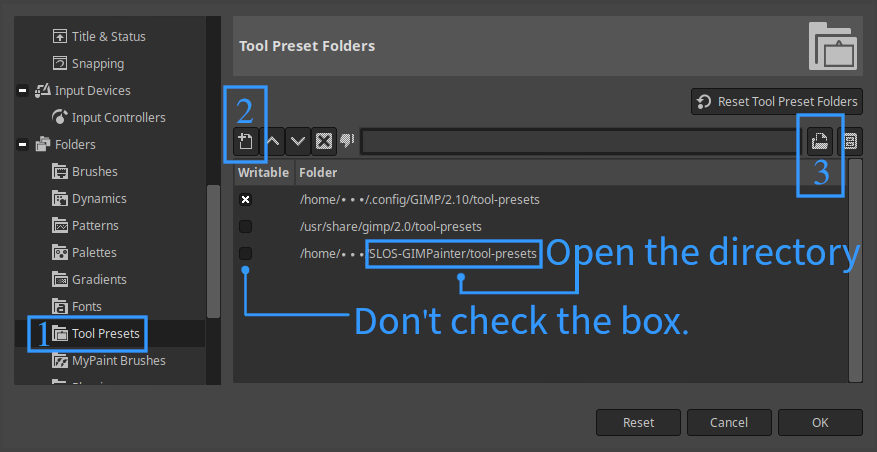 Title & Status
Snapping
Input Devices
Input Controllers
Folders
Brushes
Dynamics
Patterns
Palettes
Gradients
Fonts
1 Tool Presets
MyPaint Brushes
Tool Preset Folders
Reset Tool Preset Folders
2
3
Writable Folder
/home/•••/.config/GIMP/2.10/tool-presets
/usr/share/gimp/2.0/tool-presets
/home/•••/SLOS-GIMPainter/tool-presets
Open the directory
Don't check the box.
Reset Cancel OK